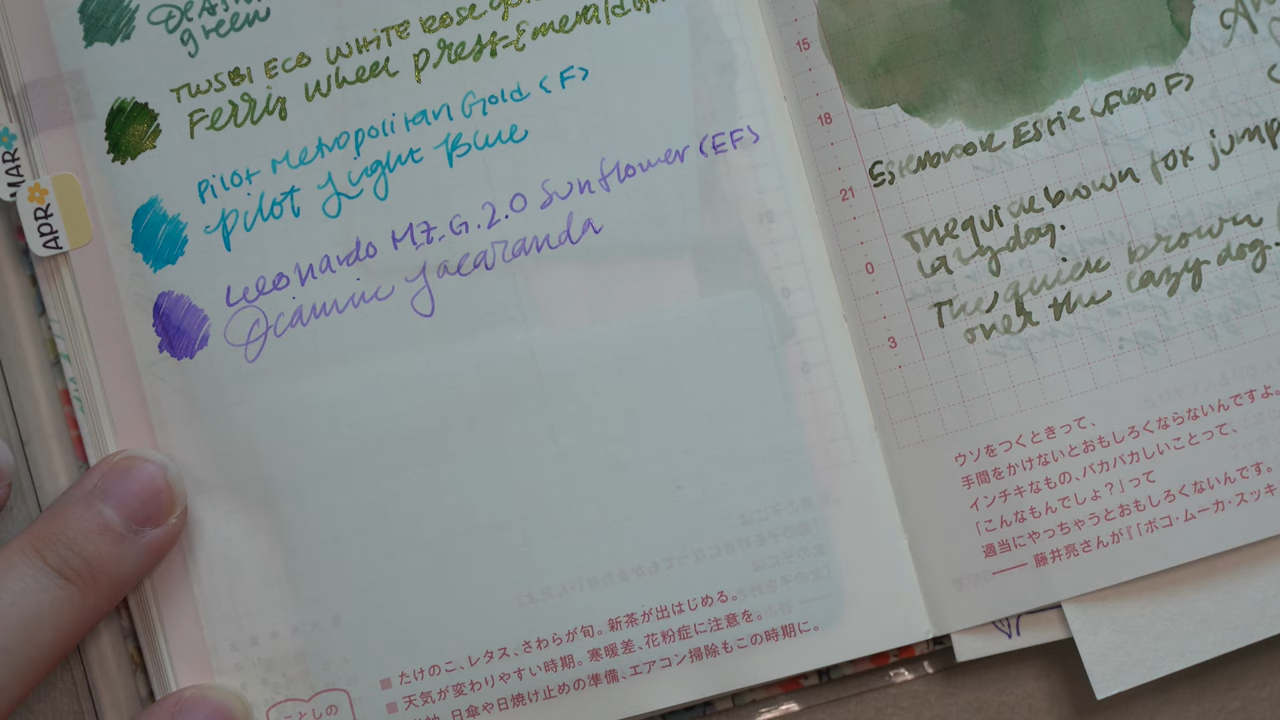 green
TWSBI ECO WHITE Rose
Ferris Wheel Press-Emerald
Pilot Metropolitan Gold <F>
Pilot Light Blue
Leonardo MZ.G.2.0 Sunflower <EF>
Diamine Jacaranda
MAR
APR
15
18
21
0
3
Esterbrook Estie <Flexo F>
The quick brown fox jump
lazy dog.
The quick brown
over the lazy dog.
ウソをつくときって、
手間をかけないとおもしろくならないんですよ。
インチキなもの、バカバカしいことって、
「こんなもんでしょ?」って
適当にやっちゃうとおもしろくないんです。
── 藤井亮さんが『「ボコ・ムーカ・スッキ
■ たけのこ、レタス、さわらが旬。新茶が出はじめる。
■ 天気が変わりやすい時期。寒暖差、花粉症に注意を。
■ 日傘や日焼け止めの準備、エアコン掃除もこの時期に。
ことしの